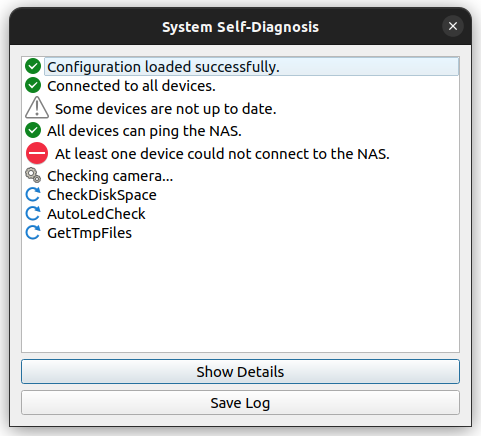 System Self-Diagnosis
Configuration loaded successfully.
Connected to all devices.
Some devices are not up to date.
All devices can ping the NAS.
At least one device could not connect to the NAS.
Checking camera...
CheckDiskSpace
AutoLedCheck
GetTmpFiles
Show Details
Save Log